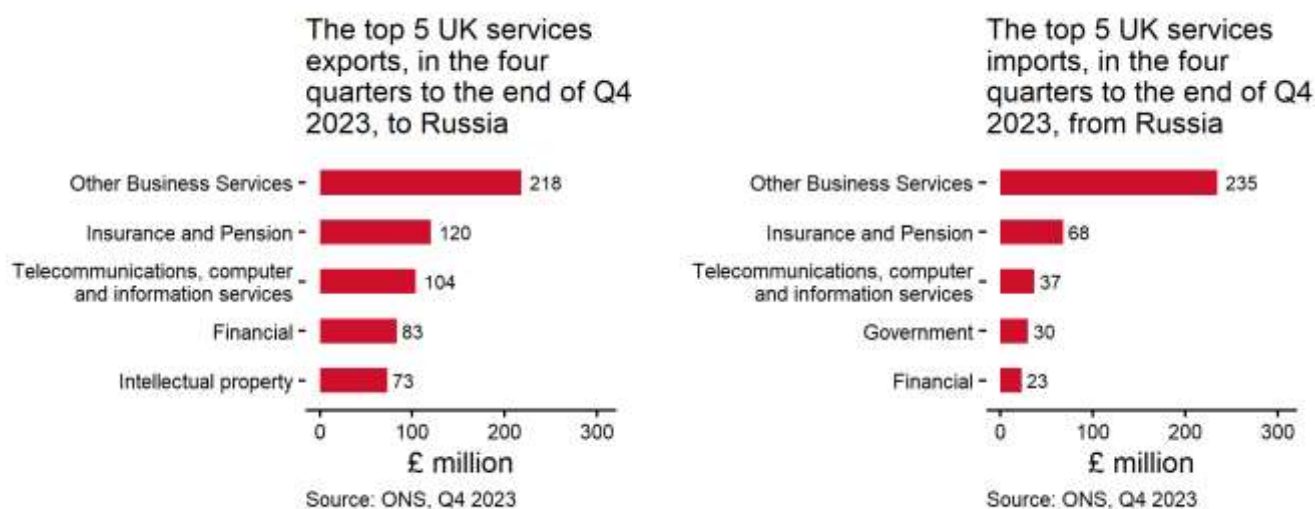 The top 5 UK services
exports, in the four
quarters to the end of Q4
2023, to Russia
Other Business Services
218
Insurance and Pension
120
Telecommunications, computer
and information services
104
Financial
83
Intellectual property
73
0 100 200 300
£ million
Source: ONS, Q4 2023
The top 5 UK services
imports, in the four
quarters to the end of Q4
2023, from Russia
Other Business Services
235
Insurance and Pension
68
Telecommunications, computer
and information services
37
Government
30
Financial
23
0 100 200 300
£ million
Source: ONS, Q4 2023